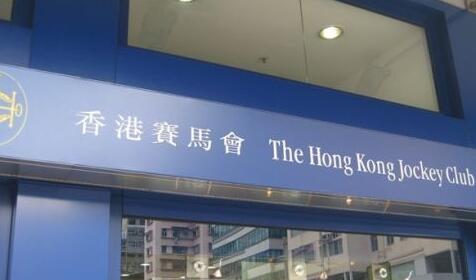 香港賽馬會 The Hong Kong Jockey Club